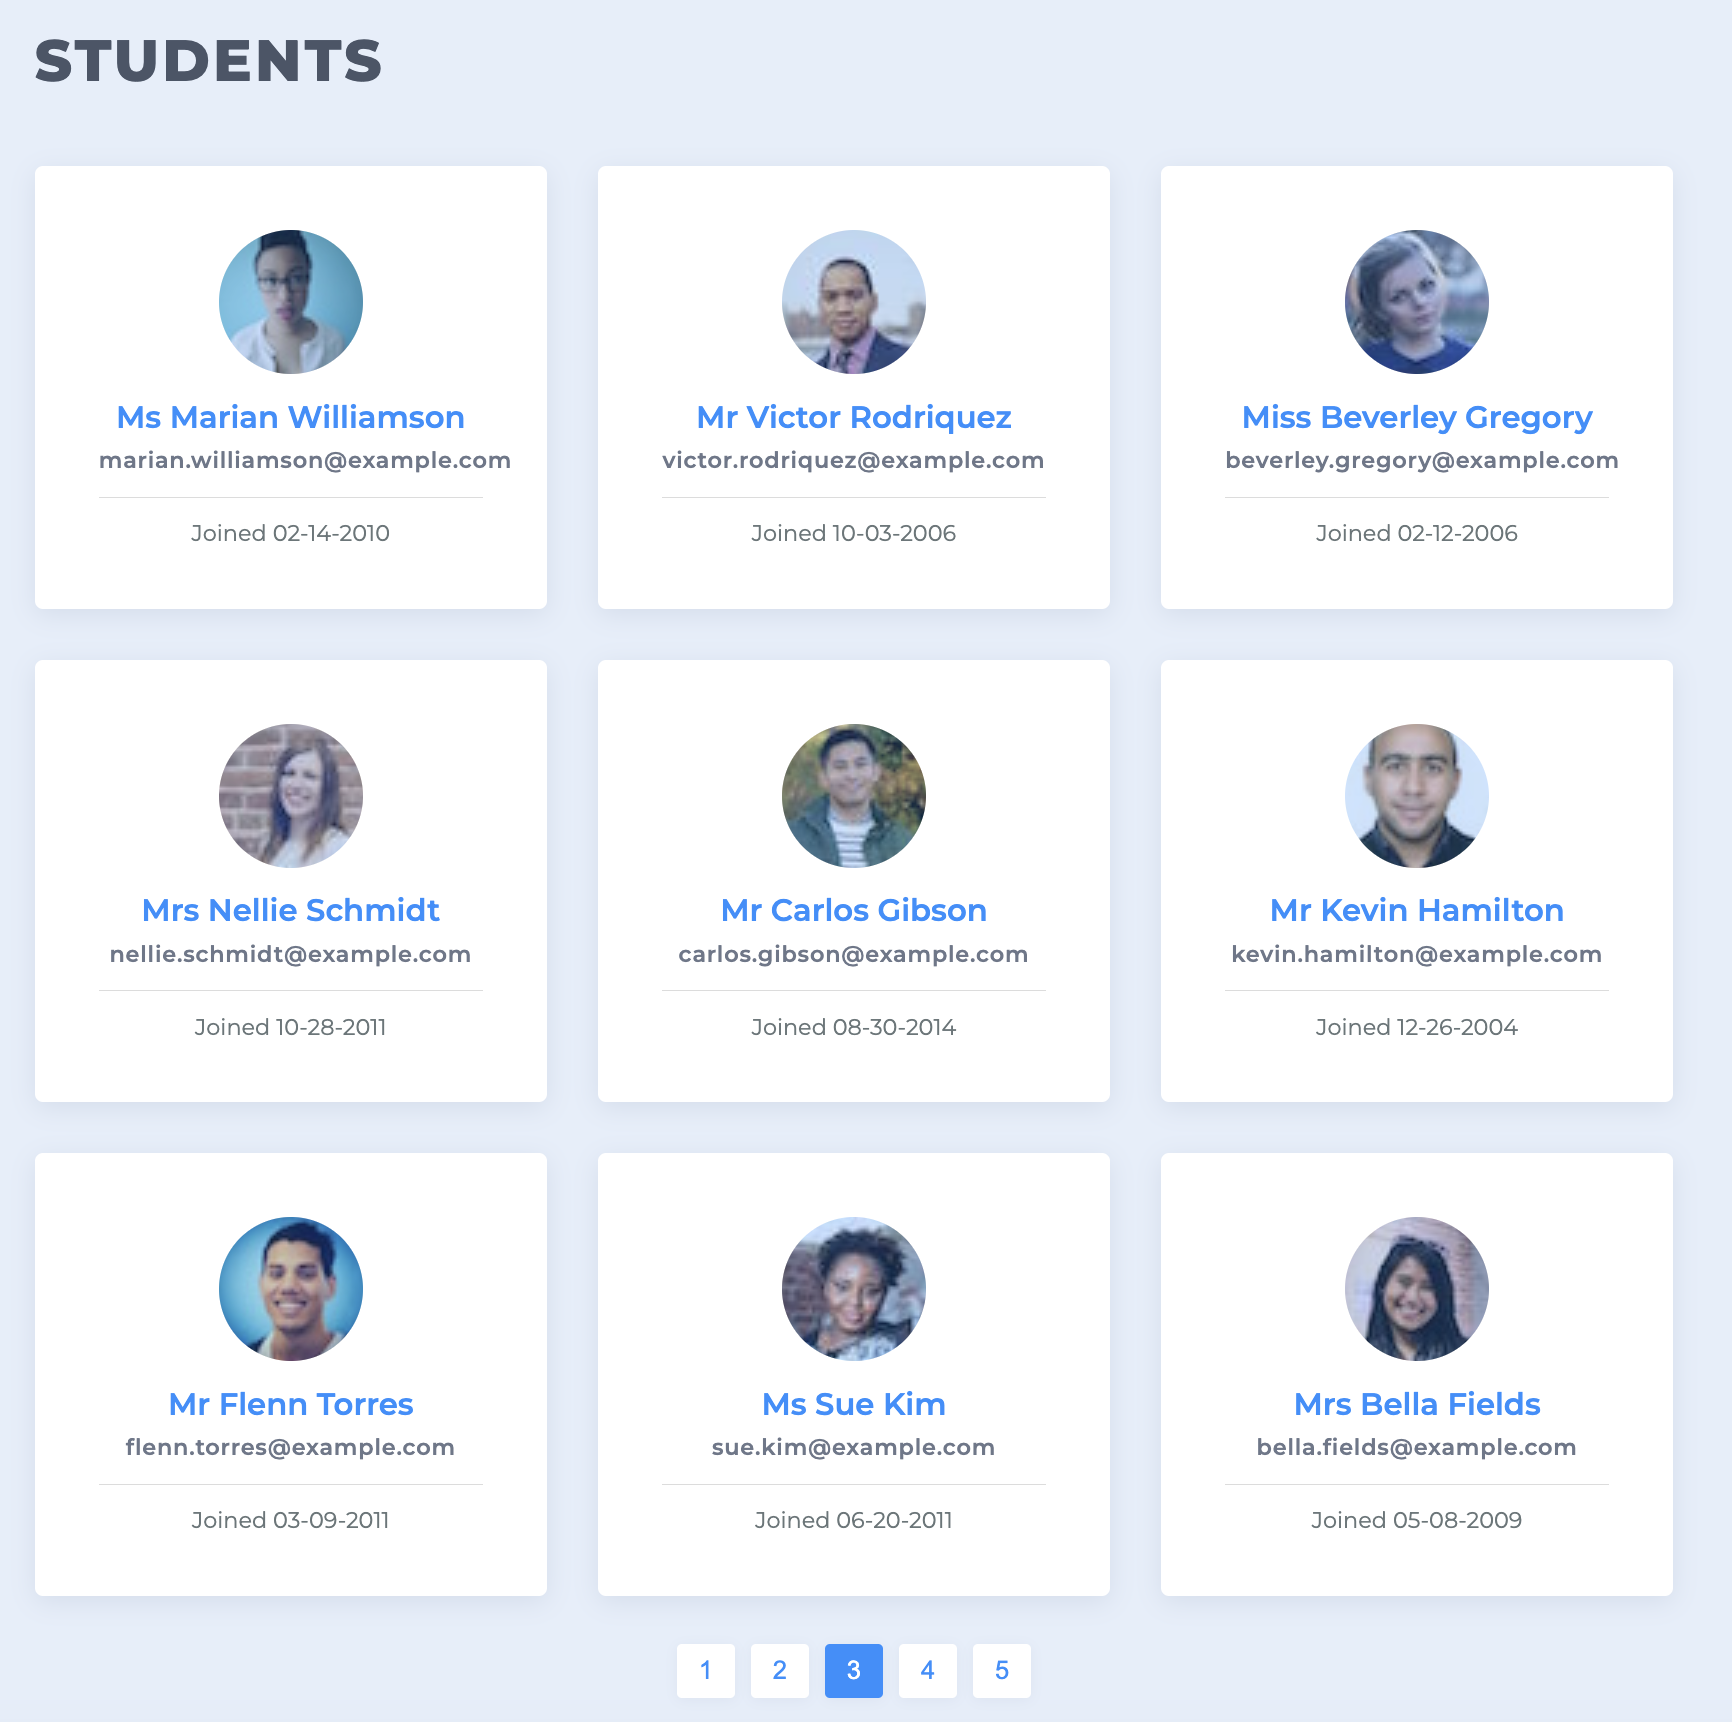 STUDENTS
Ms Marian Williamson
marian.williamson@example.com
Joined 02-14-2010
Mr Victor Rodriquez
victor.rodriquez@example.com
Joined 10-03-2006
Miss Beverley Gregory
beverley.gregory@example.com
Joined 02-12-2006
Mrs Nellie Schmidt
nellie.schmidt@example.com
Joined 10-28-2011
Mr Carlos Gibson
carlos.gibson@example.com
Joined 08-30-2014
Mr Kevin Hamilton
kevin.hamilton@example.com
Joined 12-26-2004
Mr Flenn Torres
flenn.torres@example.com
Joined 03-09-2011
Ms Sue Kim
sue.kim@example.com
Joined 06-20-2011
Mrs Bella Fields
bella.fields@example.com
Joined 05-08-2009
1 2 3 4 5